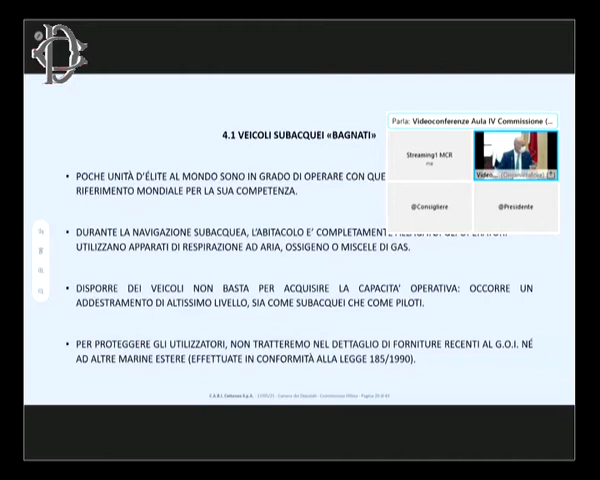 Parla: Videoconferenze Aula IV Commissione (...
4.1 VEICOLI SUBACQUEI «BAGNATI»
Streaming1 MCR
me
Video...
@Consigliere
@Presidente
• POCHE UNITÀ D'ÉLITE AL MONDO SONO IN GRADO DI OPERARE CON QUE
RIFERIMENTO MONDIALE PER LA SUA COMPETENZA.
• DURANTE LA NAVIGAZIONE SUBACQUEA, L'ABITACOLO E' COMPLETAMENT
UTILIZZANO APPARATI DI RESPIRAZIONE AD ARIA, OSSIGENO O MISCELE DI GAS.
• DISPORRE DEI VEICOLI NON BASTA PER ACQUISIRE LA CAPACITA' OPERATIVA: OCCORRE UN
ADDESTRAMENTO DI ALTISSIMO LIVELLO, SIA COME SUBACQUEI CHE COME PILOTI.
• PER PROTEGGERE GLI UTILIZZATORI, NON TRATTEREMO NEL DETTAGLIO DI FORNITURE RECENTI AL G.O.I. NÉ
AD ALTRE MARINE ESTERE (EFFETTUATE IN CONFORMITÀ ALLA LEGGE 185/1990).